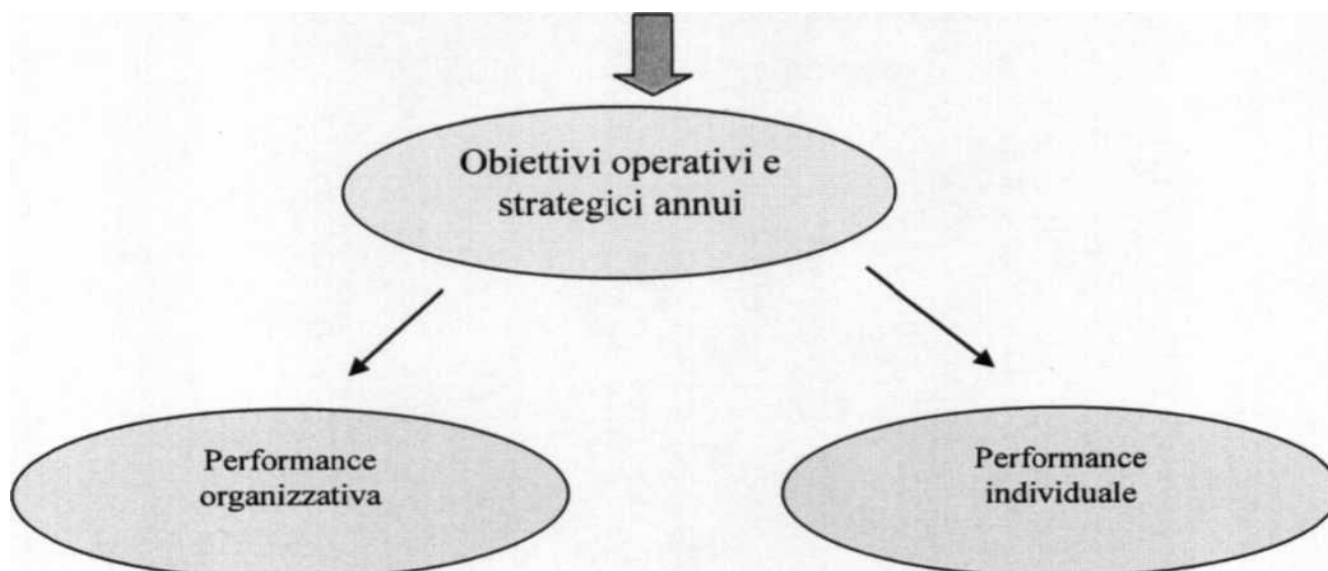 Obiettivi operativi e
strategici annui
Performance
organizzativa
Performance
individuale